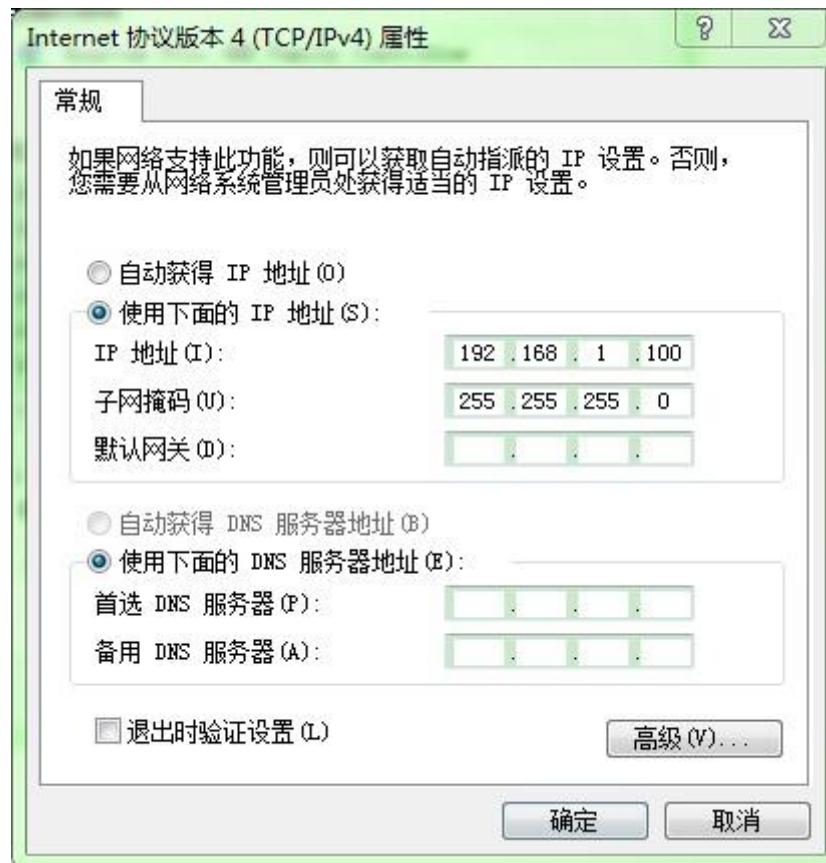 Internet 协议版本 4 (TCP/IPv4) 属性
常规
如果网络支持此功能，则可以获取自动指派的 IP 设置。否则，
您需要从网络系统管理员处获得适当的 IP 设置。
自动获得 IP 地址(O)
使用下面的 IP 地址(S):
IP 地址(I): 192 . 168 . 1 . 100
子网掩码(U): 255 . 255 . 255 . 0
默认网关(D): . . .
自动获得 DNS 服务器地址(B)
使用下面的 DNS 服务器地址(E):
首选 DNS 服务器(P): . . .
备用 DNS 服务器(A): . . .
退出时验证设置(L)
高级(V)...
确定 取消